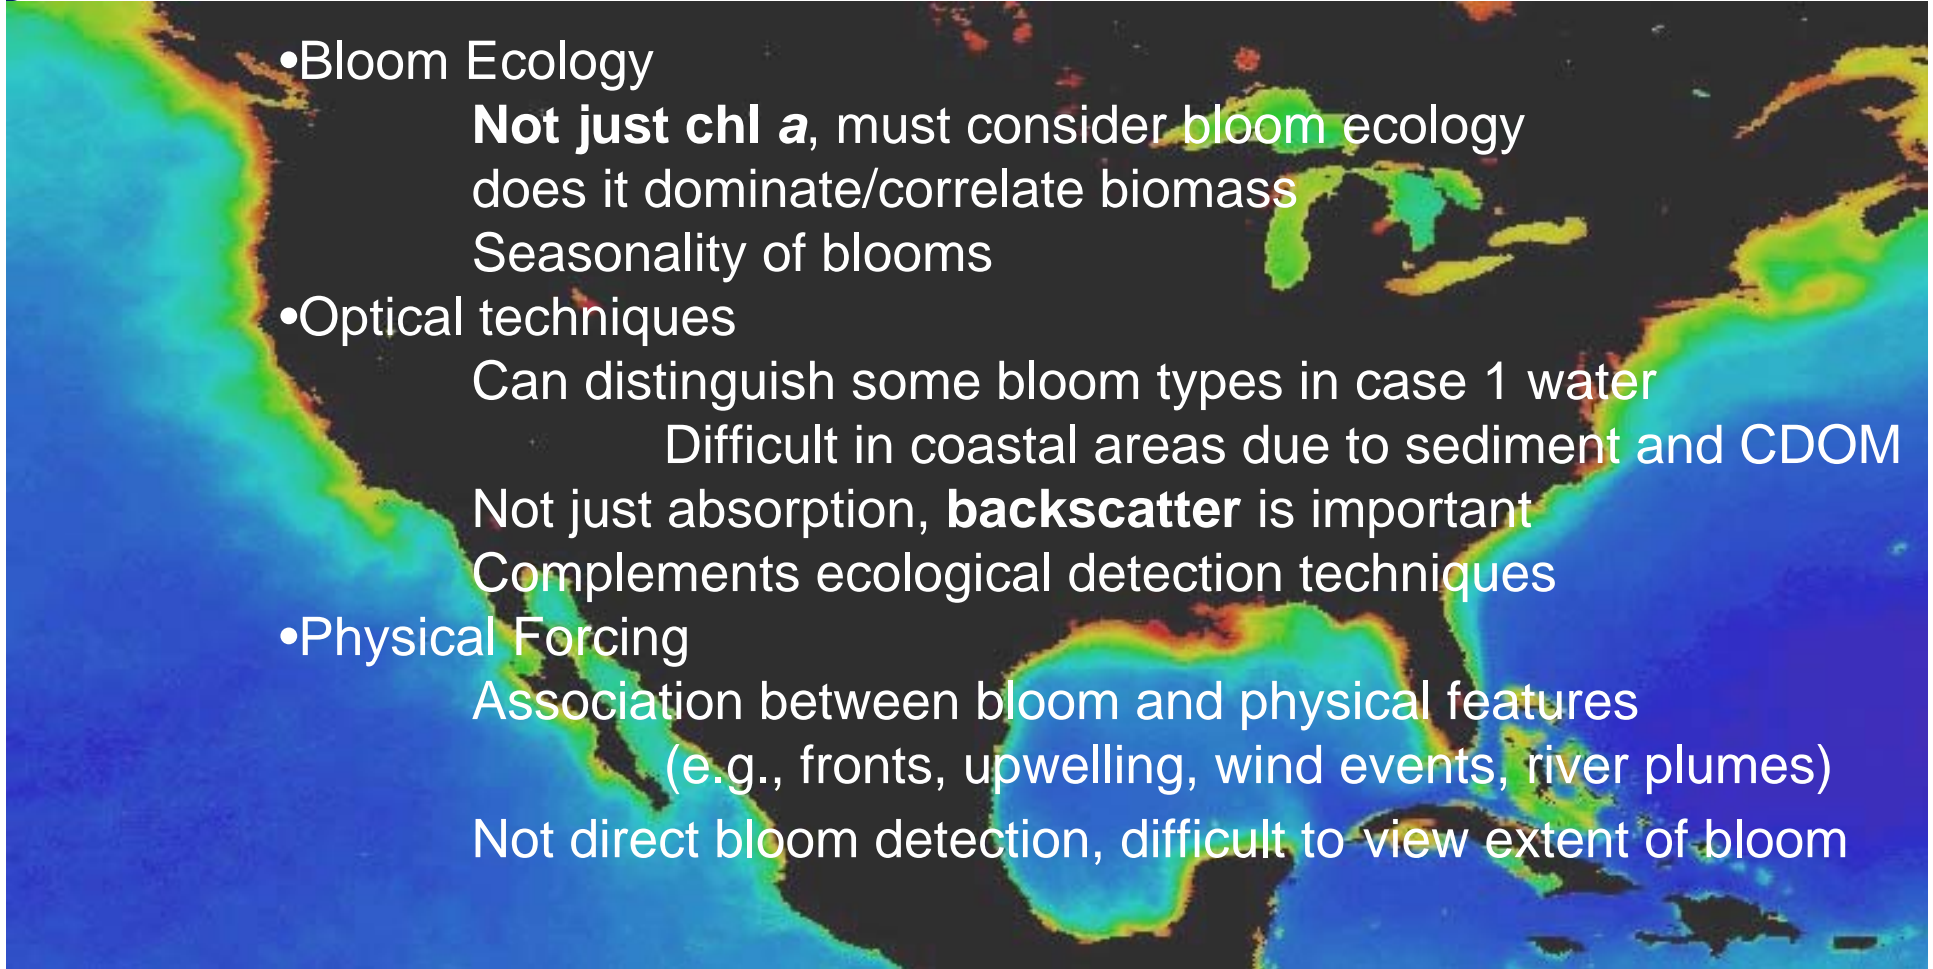 •Bloom Ecology
Not just chl a, must consider bloom ecology
does it dominate/correlate biomass
Seasonality of blooms
•Optical techniques
Can distinguish some bloom types in case 1 water
Difficult in coastal areas due to sediment and CDOM
Not just absorption, backscatter is important
Complements ecological detection techniques
•Physical Forcing
Association between bloom and physical features
(e.g., fronts, upwelling, wind events, river plumes)
Not direct bloom detection, difficult to view extent of bloom